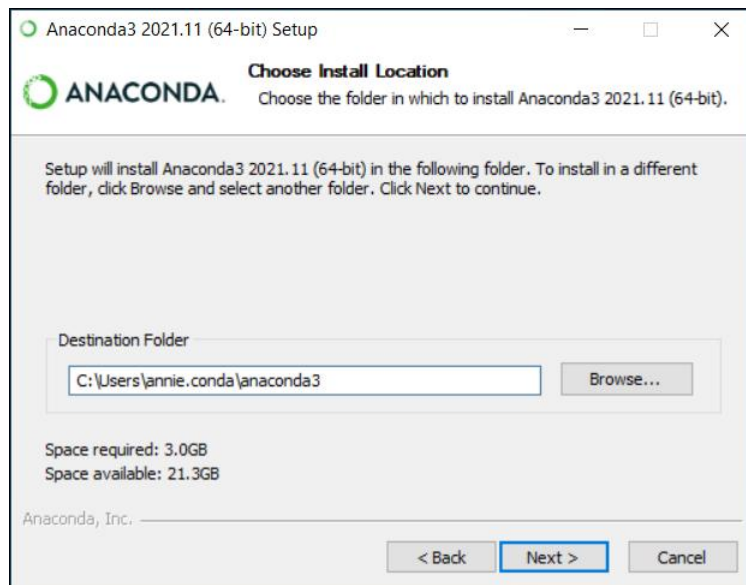 Anaconda3 2021.11 (64-bit) Setup
ANACONDA.
Choose Install Location
Choose the folder in which to install Anaconda3 2021.11 (64-bit).
Setup will install Anaconda3 2021.11 (64-bit) in the following folder. To install in a different
folder, click Browse and select another folder. Click Next to continue.
Destination Folder
C:\Users\annie.conda\anaconda3
Browse...
Space required: 3.0GB
Space available: 21.3GB
Anaconda, Inc.
< Back
Next >
Cancel